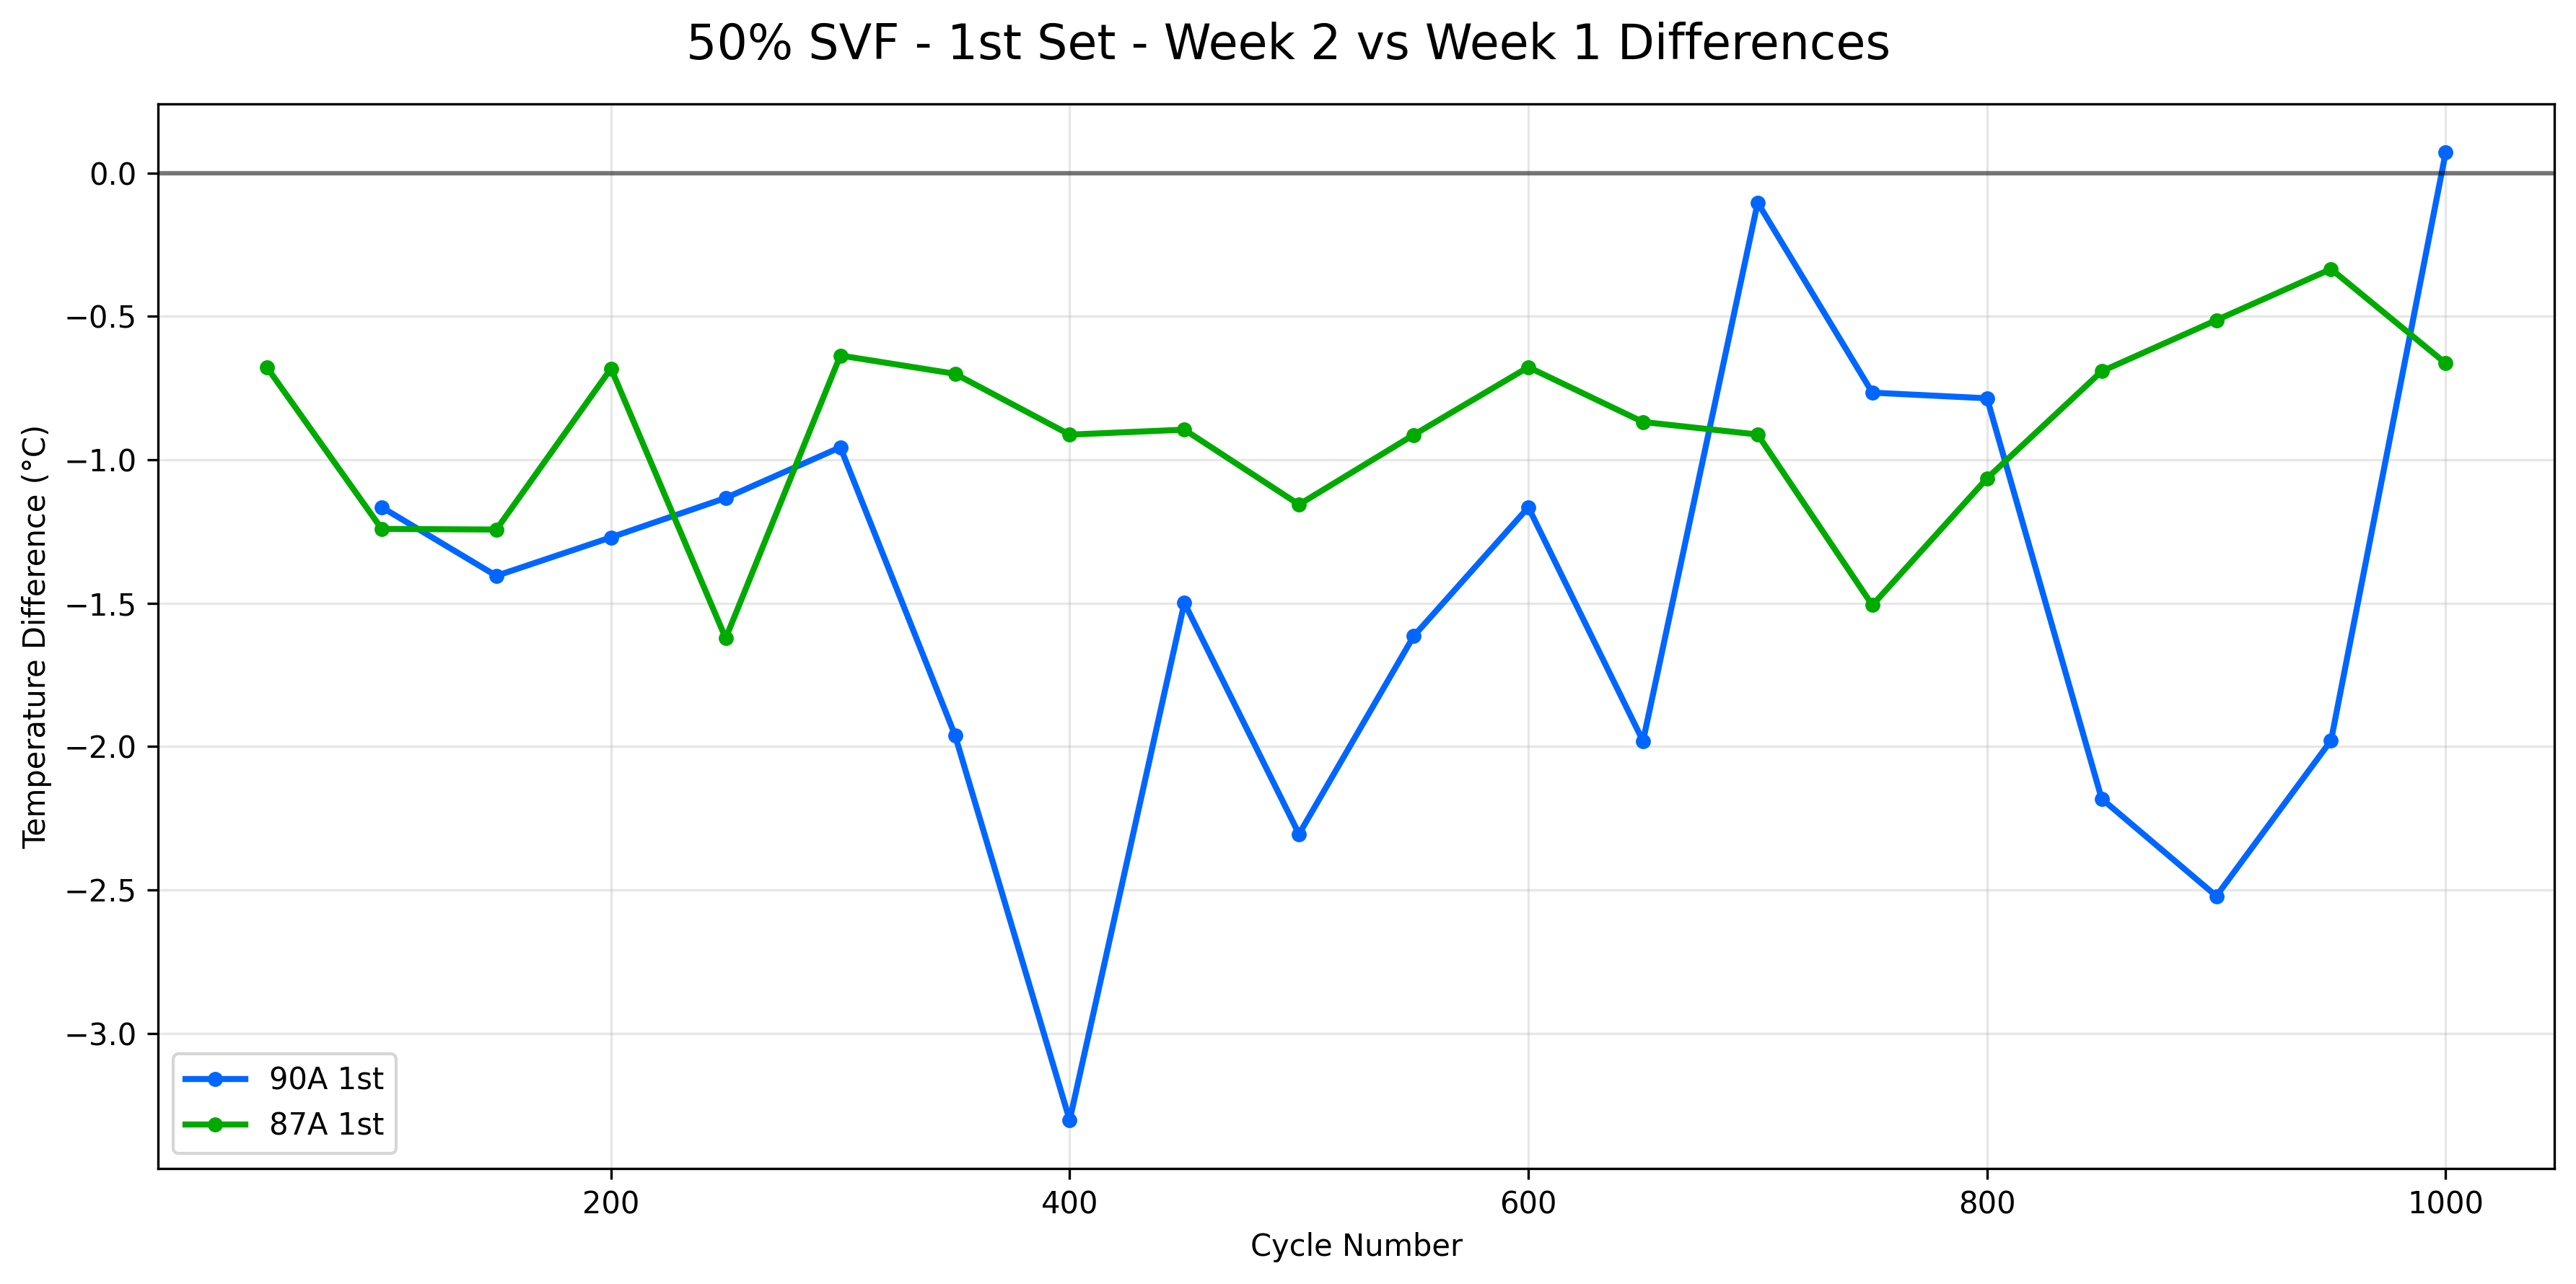 50% SVF - 1st Set - Week 2 vs Week 1 Differences
Temperature Difference (°C)
0.0
−0.5
−1.0
−1.5
−2.0
−2.5
−3.0
90A 1st
87A 1st
200
400
600
800
1000
Cycle Number